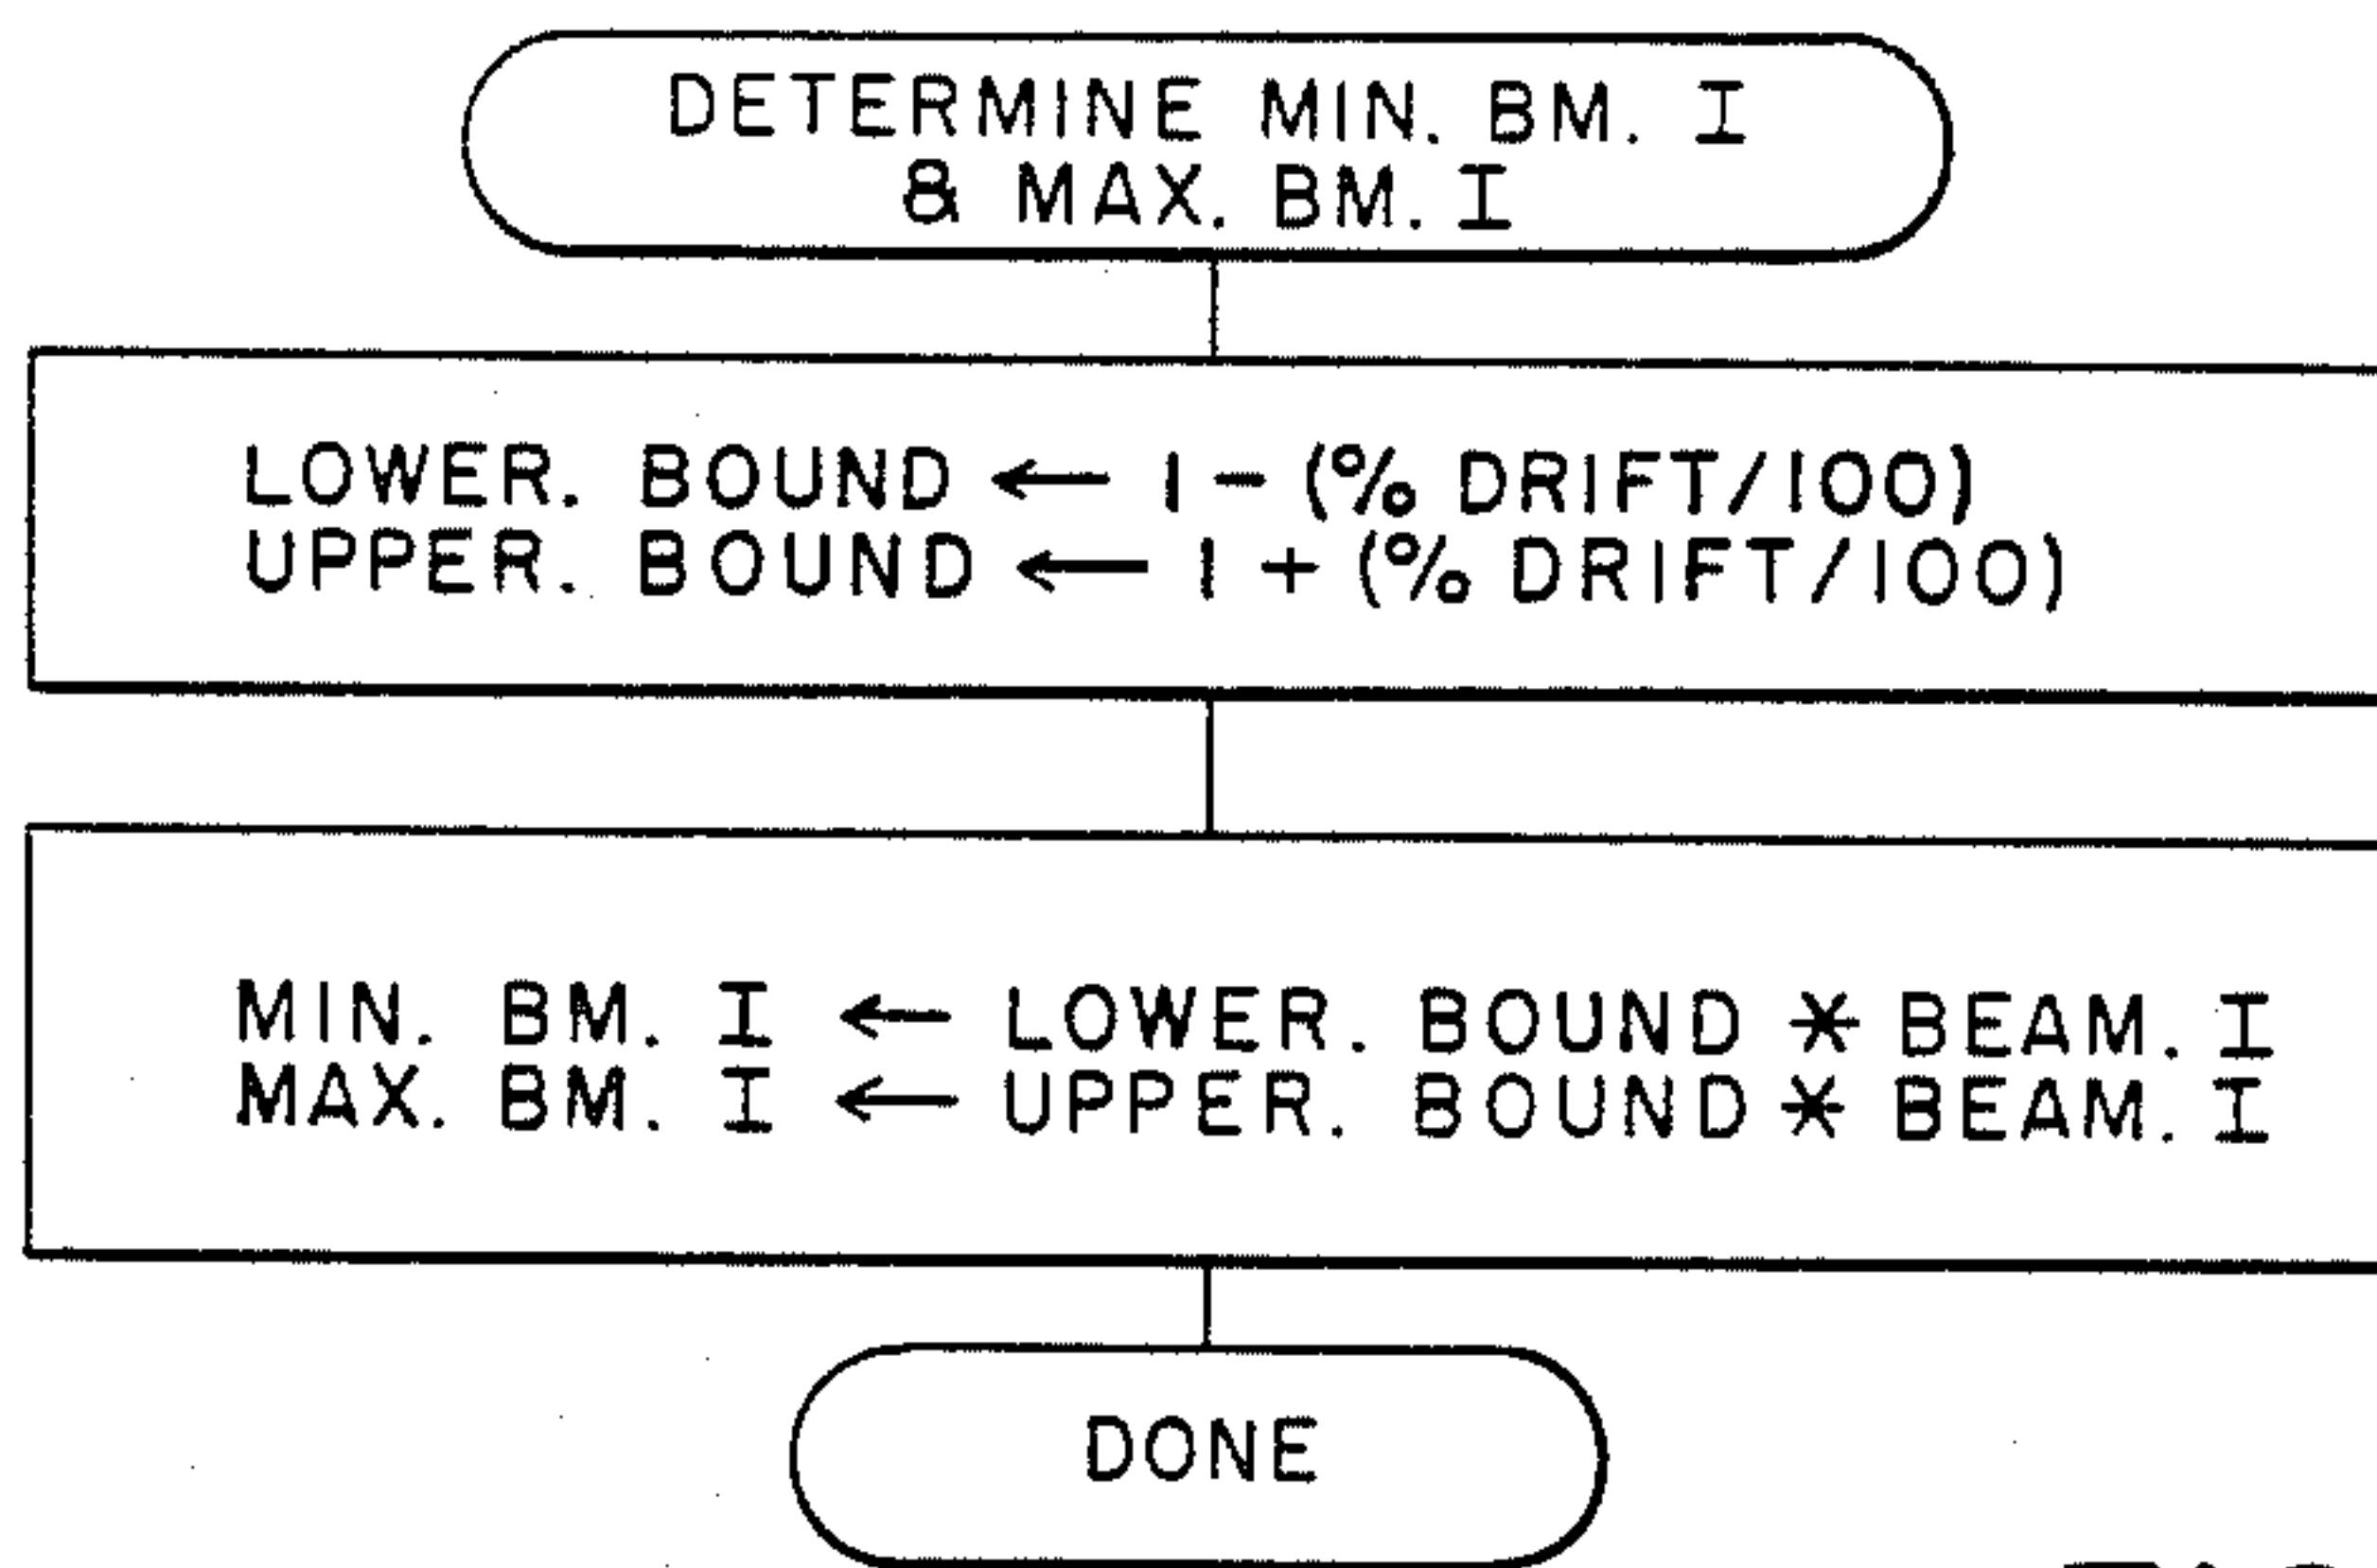 DETERMINE MIN. BM. I
& MAX. BM. I
LOWER. BOUND ← 1 - (% DRIFT/100)
UPPER. BOUND ← 1 + (% DRIFT/100)
MIN. BM. I ← LOWER. BOUND * BEAM. I
MAX. BM. I ← UPPER. BOUND * BEAM. I
DONE